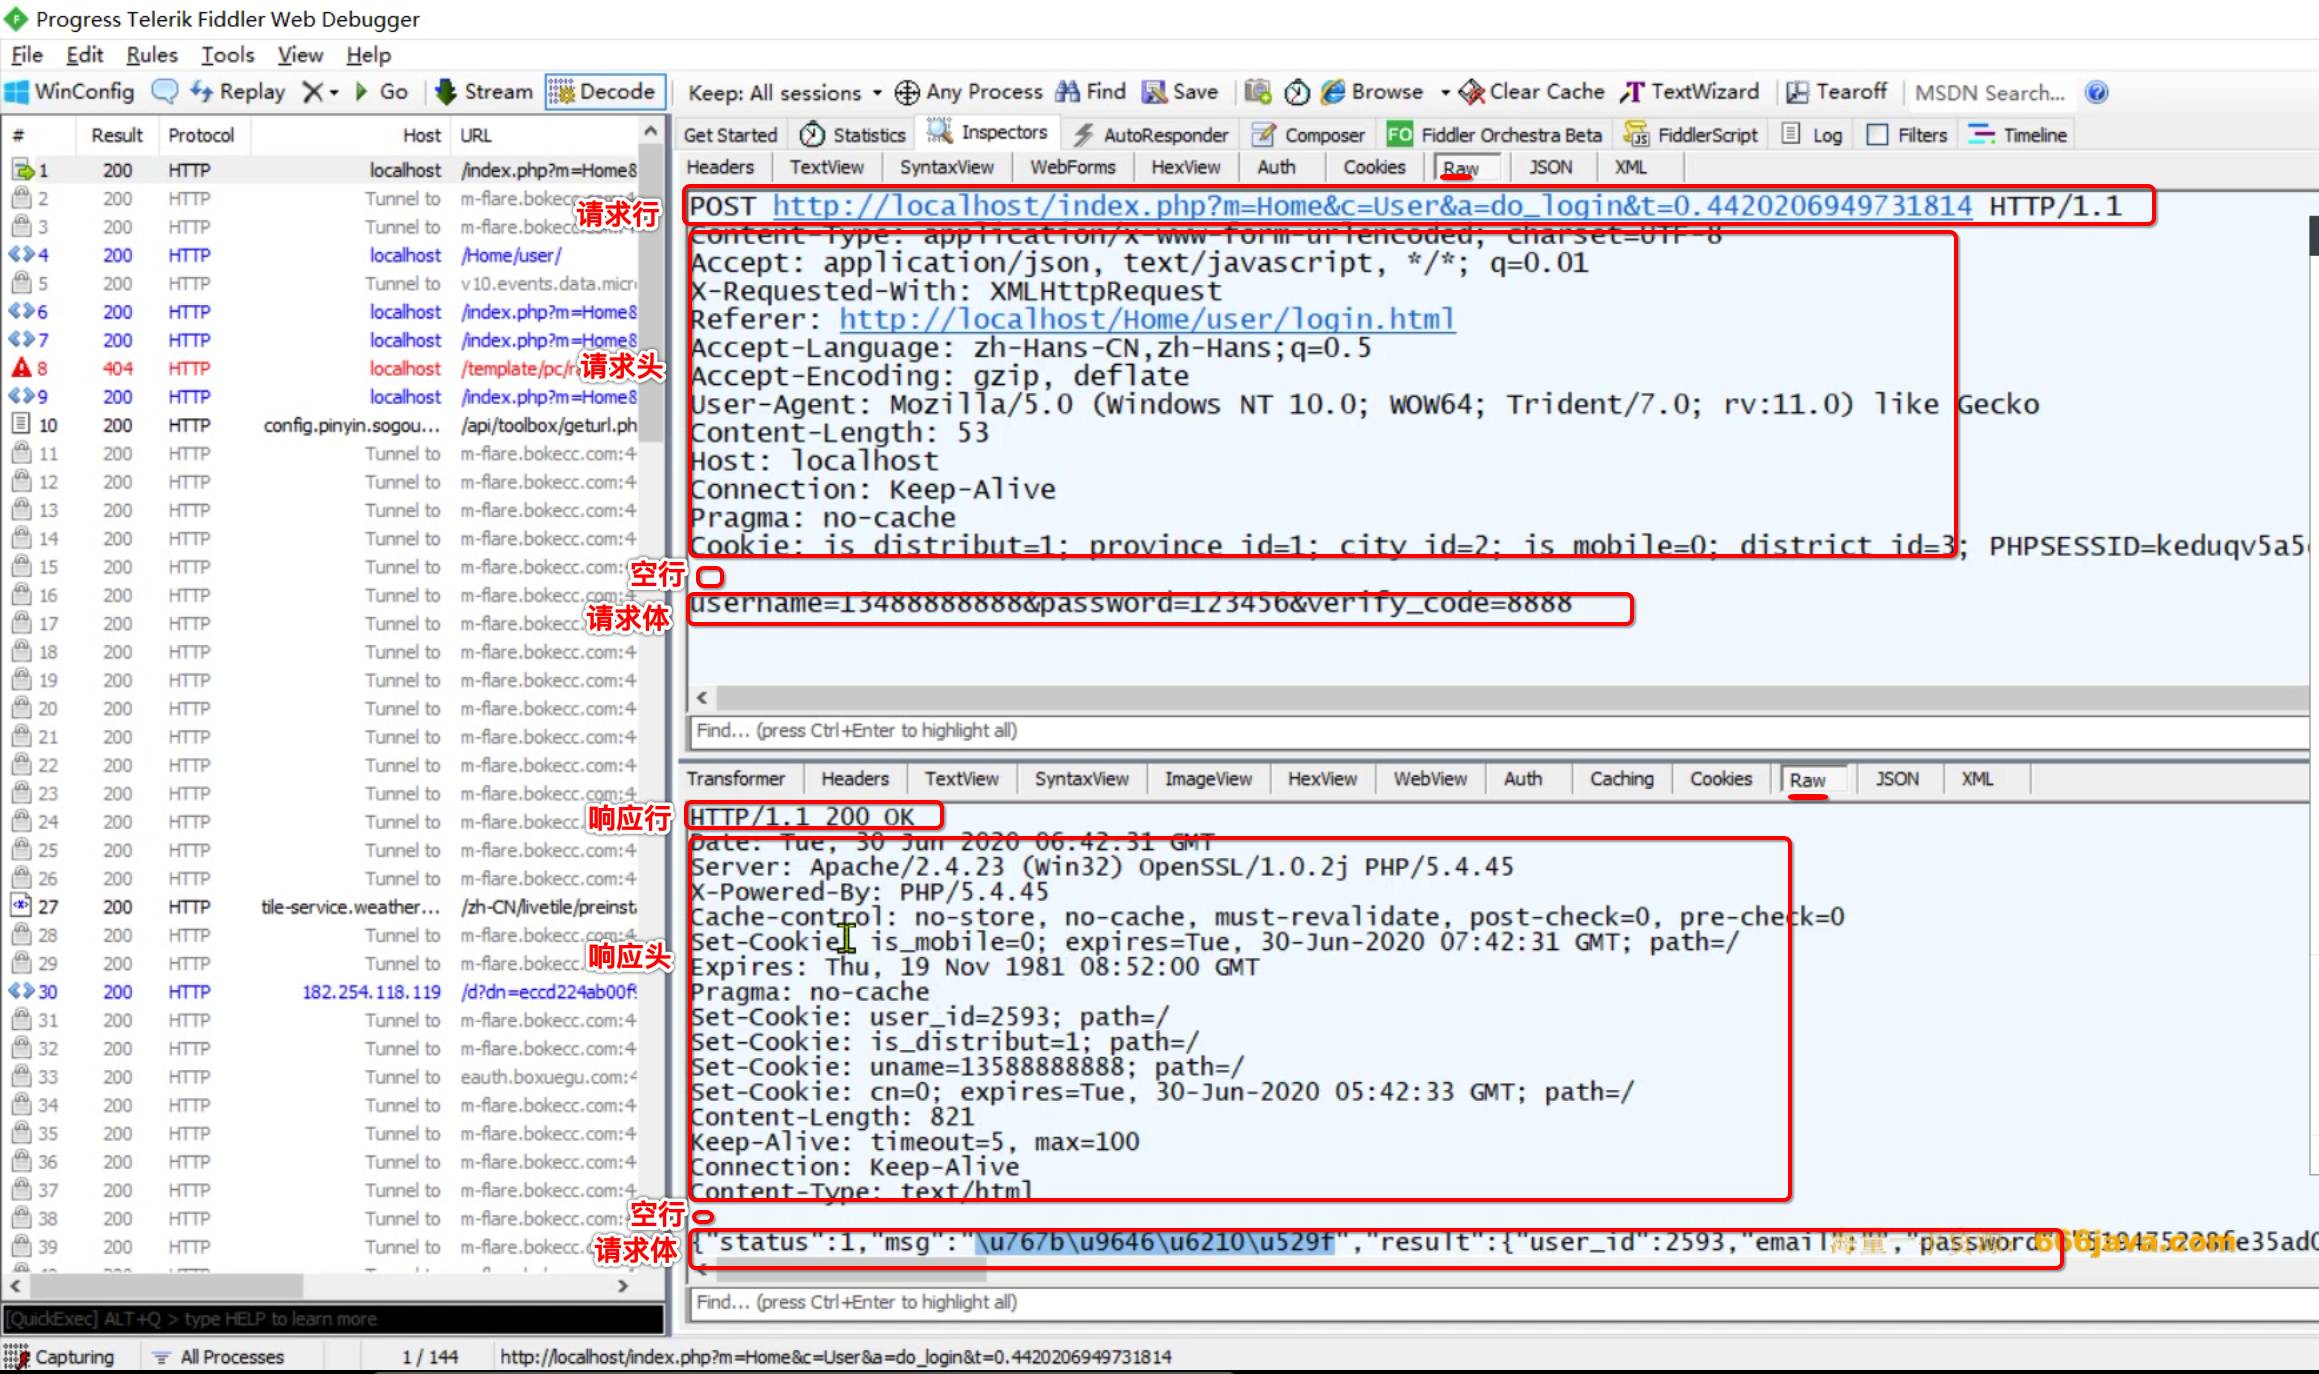 Progress Telerik Fiddler Web Debugger
File Edit Rules Tools View Help
WinConfig Replay Go Stream Decode Keep: All sessions Any Process Find Save Browse Clear Cache TextWizard Tearoff MSDN Search...
# Result Protocol Host URL
1 200 HTTP localhost /index.php?m=Home&
2 200 HTTP Tunnel to m-flare.bokecc.com:
3 200 HTTP Tunnel to m-flare.bokecc.com:
4 200 HTTP localhost /Home/user/
5 200 HTTP Tunnel to v10.events.data.micr
6 200 HTTP localhost /index.php?m=Home&
7 200 HTTP localhost /index.php?m=Home&
8 404 HTTP localhost /template/pc/r
9 200 HTTP localhost /index.php?m=Home&
10 200 HTTP config.pinyin.sogou... /api/toolbox/geturl.ph
11 200 HTTP Tunnel to m-flare.bokecc.com:4
12 200 HTTP Tunnel to m-flare.bokecc.com:4
13 200 HTTP Tunnel to m-flare.bokecc.com:4
14 200 HTTP Tunnel to m-flare.bokecc.com:4
15 200 HTTP Tunnel to m-flare.bokecc.com:
16 200 HTTP Tunnel to m-flare.bokecc.com:4
17 200 HTTP Tunnel to m-flare.bokecc.
18 200 HTTP Tunnel to m-flare.bokecc.com:4
19 200 HTTP Tunnel to m-flare.bokecc.com:4
20 200 HTTP Tunnel to m-flare.bokecc.com:4
21 200 HTTP Tunnel to m-flare.bokecc.com:4
22 200 HTTP Tunnel to m-flare.bokecc.com:4
23 200 HTTP Tunnel to m-flare.bokecc.com:4
24 200 HTTP Tunnel to m-flare.bokecc.
25 200 HTTP Tunnel to m-flare.bokecc.com:4
26 200 HTTP Tunnel to m-flare.bokecc.com:4
27 200 HTTP tile-service.weather... /zh-CN/livetile/preinst
28 200 HTTP Tunnel to m-flare.bokecc.com:4
29 200 HTTP Tunnel to m-flare.bokecc.
30 200 HTTP 182.254.118.119 /d?dn=eccd224ab00f
31 200 HTTP Tunnel to m-flare.bokecc.com:4
32 200 HTTP Tunnel to m-flare.bokecc.com:4
33 200 HTTP Tunnel to eauth.boxuegu.com:4
34 200 HTTP Tunnel to m-flare.bokecc.com:4
35 200 HTTP Tunnel to m-flare.bokecc.com:4
36 200 HTTP Tunnel to m-flare.bokecc.com:4
37 200 HTTP Tunnel to m-flare.bokecc.com:4
38 200 HTTP Tunnel to m-flare.bokecc.com:
39 200 HTTP Tunnel to m-flare.bokecc.
[QuickExec] ALT+Q > type HELP to learn more
Get Started Statistics Inspectors AutoResponder Composer FO Fiddler Orchestra Beta FiddlerScript Log Filters Timeline
Headers TextView SyntaxView WebForms HexView Auth Cookies Raw JSON XML
请求行
POST http://localhost/index.php?m=Home&c=User&a=do_login&t=0.4420206949731814 HTTP/1.1
请求头
Content-Type: application/x-www-form-urlencoded; charset=UTF-8
Accept: application/json, text/javascript, */*; q=0.01
X-Requested-With: XMLHttpRequest
Referer: http://localhost/Home/user/login.html
Accept-Language: zh-Hans-CN,zh-Hans;q=0.5
Accept-Encoding: gzip, deflate
User-Agent: Mozilla/5.0 (Windows NT 10.0; WOW64; Trident/7.0; rv:11.0) like Gecko
Content-Length: 53
Host: localhost
Connection: Keep-Alive
Pragma: no-cache
Cookie: is_distribut=1; province_id=1; city_id=2; is_mobile=0; district_id=3; PHPSESSID=keduqv5a5
空行
请求体
username=13488888888&password=123456&verify_code=8888
Find... (press Ctrl+Enter to highlight all)
Transformer Headers TextView SyntaxView ImageView HexView WebView Auth Caching Cookies Raw JSON XML
响应行
HTTP/1.1 200 OK
响应头
Date: Tue, 30 Jun 2020 06:42:31 GMT
Server: Apache/2.4.23 (Win32) OpenSSL/1.0.2j PHP/5.4.45
X-Powered-By: PHP/5.4.45
Cache-control: no-store, no-cache, must-revalidate, post-check=0, pre-check=0
Set-Cookie: is_mobile=0; expires=Tue, 30-Jun-2020 07:42:31 GMT; path=/
Expires: Thu, 19 Nov 1981 08:52:00 GMT
Pragma: no-cache
Set-Cookie: user_id=2593; path=/
Set-Cookie: is_distribut=1; path=/
Set-Cookie: uname=13588888888; path=/
Set-Cookie: cn=0; expires=Tue, 30-Jun-2020 05:42:33 GMT; path=/
Content-Length: 821
Keep-Alive: timeout=5, max=100
Connection: Keep-Alive
Content-Type: text/html
空行
请求体
{"status":1,"msg":"\u767b\u9646\u6210\u529f","result":{"user_id":2593,"email":"","password"
666java.com
Find... (press Ctrl+Enter to highlight all)
Capturing All Processes 1 / 144 http://localhost/index.php?m=Home&c=User&a=do_login&t=0.4420206949731814